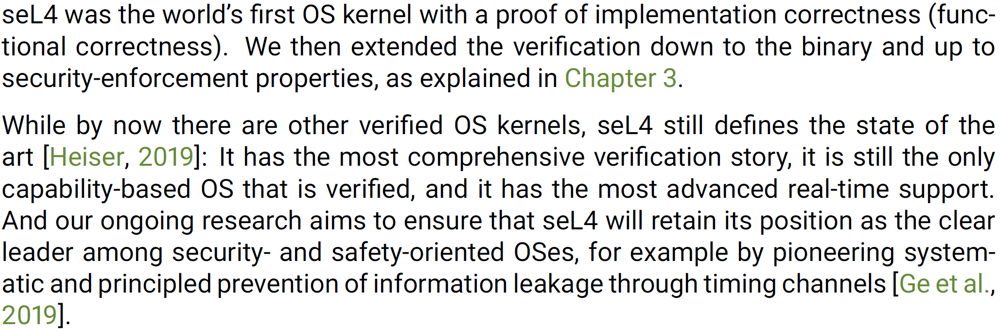 seL4 was the world’s first OS kernel with a proof of implementation correctness (func-
tional correctness). We then extended the verification down to the binary and up to
security-enforcement properties, as explained in Chapter 3.
While by now there are other verified OS kernels, seL4 still defines the state of the
art [Heiser, 2019]: It has the most comprehensive verification story, it is still the only
capability-based OS that is verified, and it has the most advanced real-time support.
And our ongoing research aims to ensure that seL4 will retain its position as the clear
leader among security- and safety-oriented OSes, for example by pioneering system-
atic and principled prevention of information leakage through timing channels [Ge et al.,
2019].